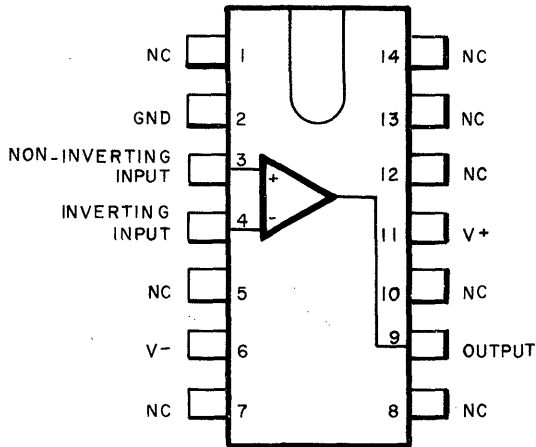 NC 1 14 NC
GND 2 13 NC
NON-INVERTING
INPUT 3 + 12 NC
INVERTING
INPUT 4 - 11 V+
NC 5 10 NC
V- 6 9 OUTPUT
NC 7 8 NC